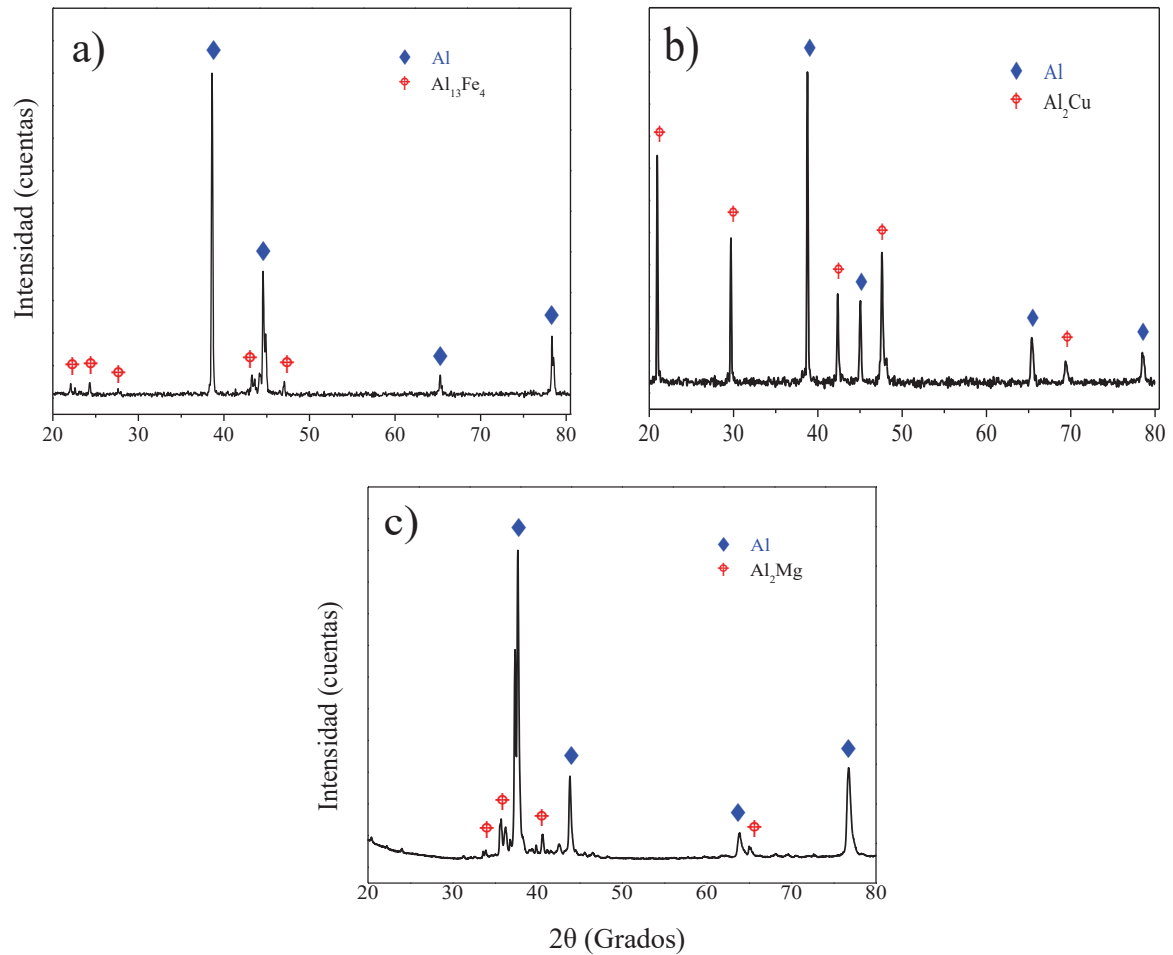 a)
Al
Al₁₃Fe₄
Intensidad (cuentas)
20 30 40 50 60 70 80
b)
Al
Al₂Cu
20 30 40 50 60 70 80
c)
Al
Al₂Mg
Intensidad (cuentas)
20 30 40 50 60 70 80
2θ (Grados)